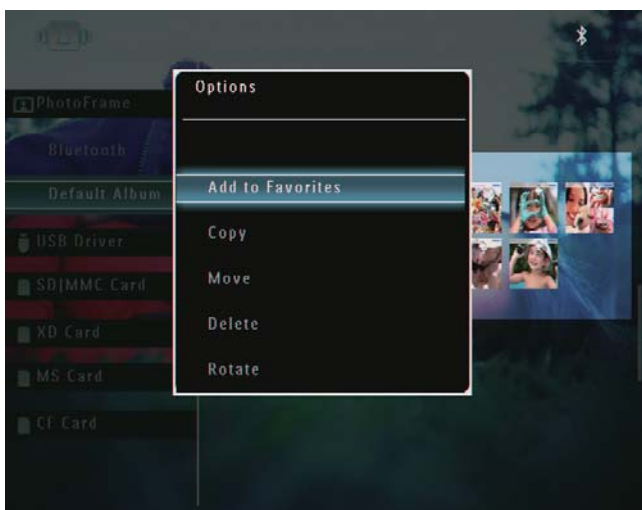 Options
PhotoFrame
Bluetooth
Default Album
USB Driver
SD|MMC Card
XD Card
MS Card
CF Card
Add to Favorites
Copy
Move
Delete
Rotate